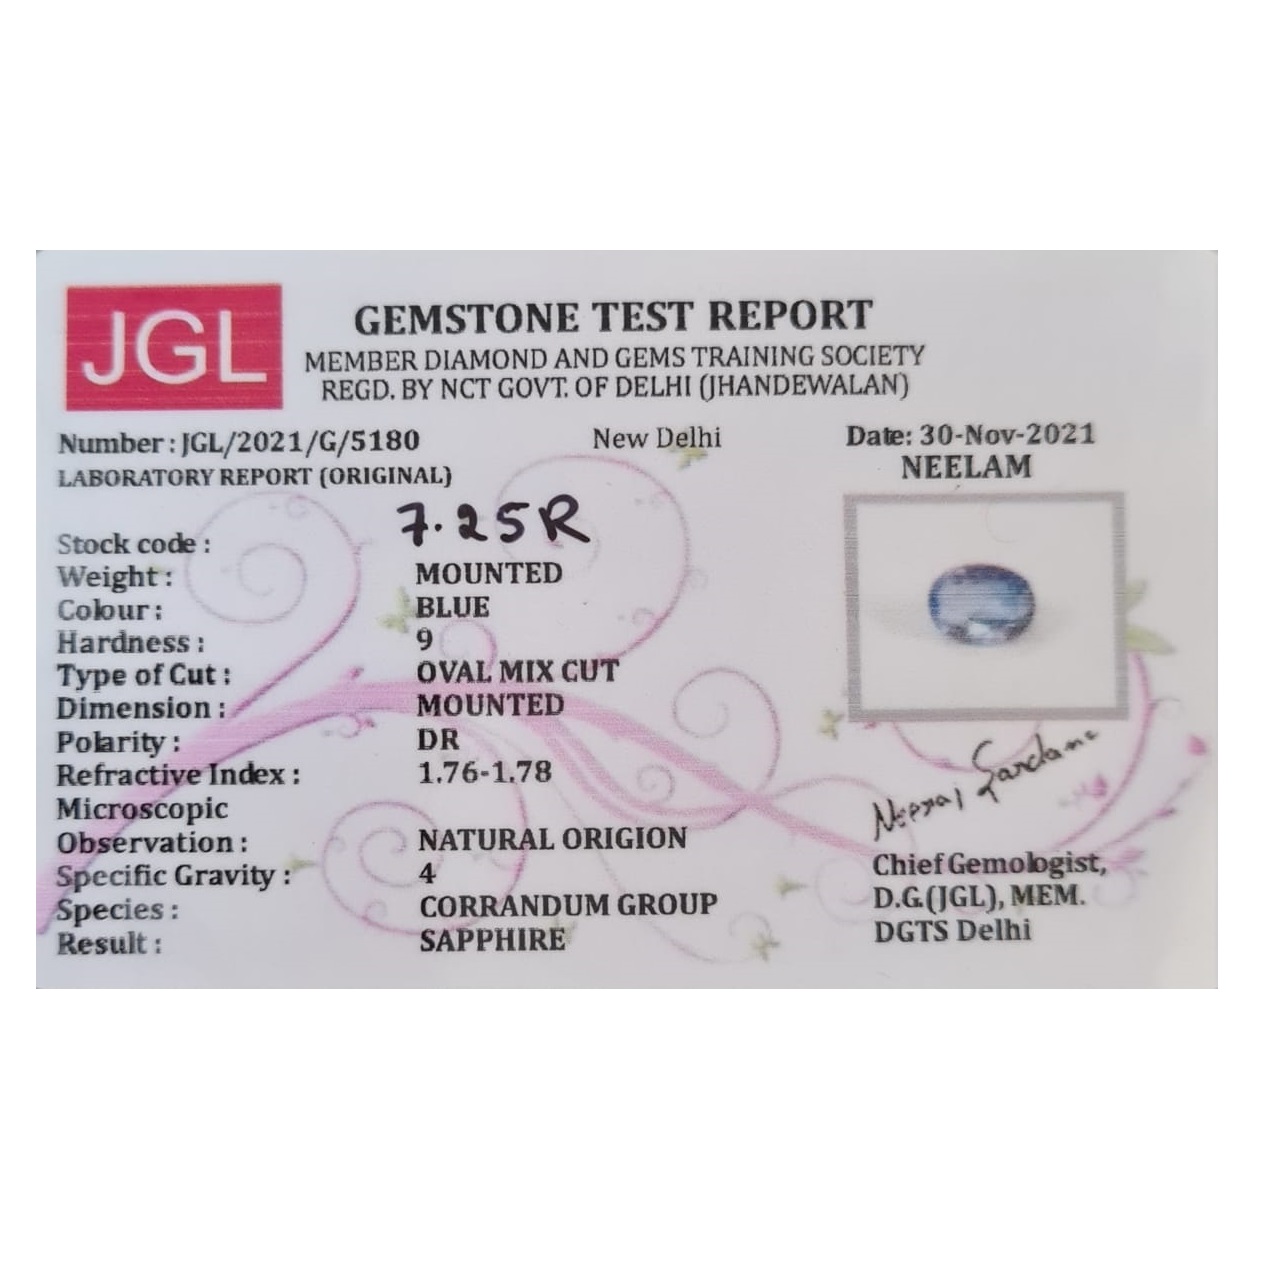 JGL
GEMSTONE TEST REPORT
MEMBER DIAMOND AND GEMS TRAINING SOCIETY
REGD. BY NCT GOVT. OF DELHI (JHANDEWALAN)
Number : JGL/2021/G/5180 New Delhi Date: 30-Nov-2021
LABORATORY REPORT (ORIGINAL) NEELAM
Stock code : 7.25R
Weight : MOUNTED
Colour : BLUE
Hardness : 9
Type of Cut : OVAL MIX CUT
Dimension : MOUNTED
Polarity : DR
Refractive Index : 1.76-1.78
Microscopic
Observation : NATURAL ORIGION
Specific Gravity : 4
Species : CORRANDUM GROUP
Result : SAPPHIRE
Neeraj Sardana
Chief Gemologist,
D.G.(JGL), MEM.
DGTS Delhi